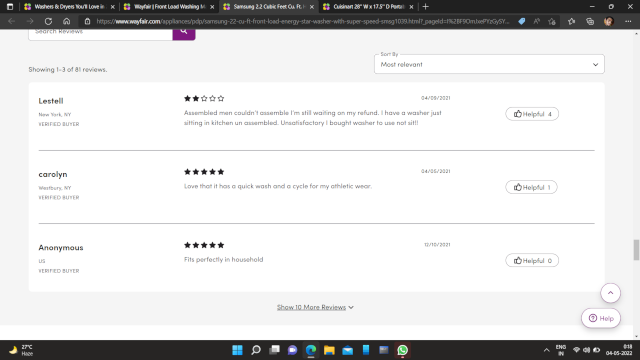 Washers & Dryers You'll Love in
Wayfair | Front Load Washing M
Samsung 2.2 Cubic Feet Cu. Ft.
Cuisinart 28" W x 17.5" D Portab
https://www.wayfair.com/appliances/pdp/samsung-22-cu-ft-front-load-energy-star-washer-with-super-speed-smsg1039.html?
Search Reviews
Showing 1-3 of 81 reviews.
Sort By
Most relevant
Lestell
04/09/2021
New York, NY
VERIFIED BUYER
Assembled men couldn't assemble I'm still waiting on my refund. I have a washer just
sitting in kitchen un assembled. Unsatisfactory I bought washer to use not sit!!
Helpful 4
carolyn
04/05/2021
Westbury, NY
VERIFIED BUYER
Love that it has a quick wash and a cycle for my athletic wear.
Helpful 1
Anonymous
12/10/2021
US
VERIFIED BUYER
Fits perfectly in household
Helpful 0
Show 10 More Reviews
Help
27°C
Haze
ENG
IN
04-05-2022